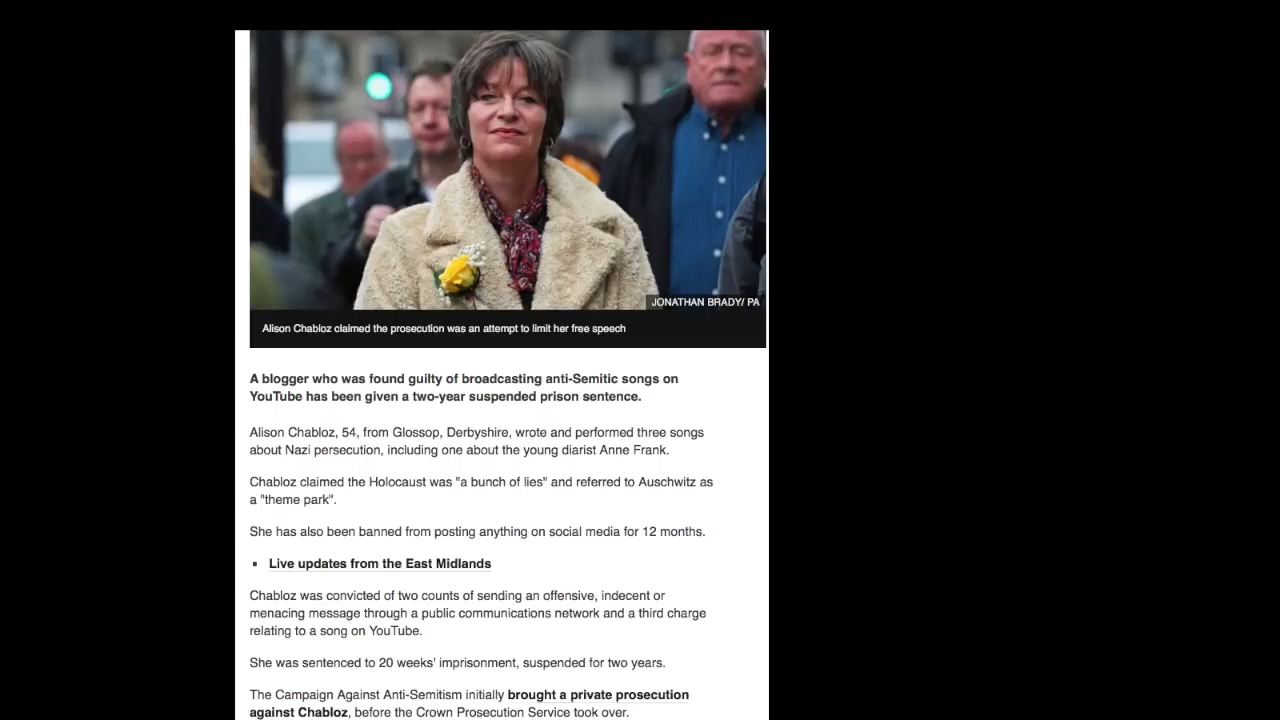 JONATHAN BRADY/ PA
Alison Chabloz claimed the prosecution was an attempt to limit her free speech
A blogger who was found guilty of broadcasting anti-Semitic songs on
YouTube has been given a two-year suspended prison sentence.
Alison Chabloz, 54, from Glossop, Derbyshire, wrote and performed three songs
about Nazi persecution, including one about the young diarist Anne Frank.
Chabloz claimed the Holocaust was "a bunch of lies" and referred to Auschwitz as
a "theme park".
She has also been banned from posting anything on social media for 12 months.
▪ Live updates from the East Midlands
Chabloz was convicted of two counts of sending an offensive, indecent or
menacing message through a public communications network and a third charge
relating to a song on YouTube.
She was sentenced to 20 weeks' imprisonment, suspended for two years.
The Campaign Against Anti-Semitism initially brought a private prosecution
against Chabloz, before the Crown Prosecution Service took over.